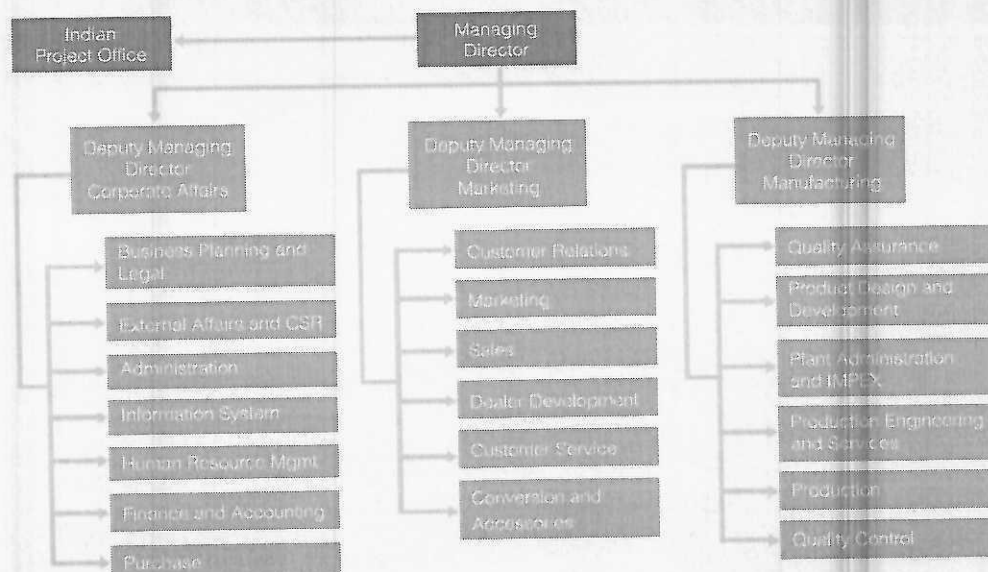 Indian
Project Office
Managing
Director
Deputy Managing
Director
Corporate Affairs
Business Planning and
Legal
External Affairs and CSR
Administration
Information System
Human Resource Mgmt.
Finance and Accounting
Purchase
Deputy Managing
Director
Marketing
Customer Relations
Marketing
Sales
Dealer Development
Customer Service
Conversion and
Accessories
Deputy Managing
Director
Manufacturing
Quality Assurance
Product Design and
Development
Plant Administration
and IMPEX
Production Engineering
and Services
Production
Quality Control